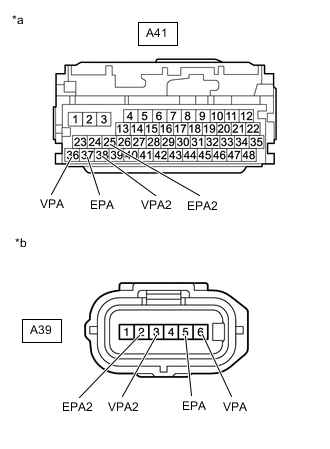 *a
A41
1 2 3
4 5 6 7 8 9 10 11 12
13 14 15 16 17 18 19 20 21 22
23 24 25 26 27 28 29 30 31 32 33 34 35
36 37 38 39 40 41 42 43 44 45 46 47 48
VPA EPA VPA2 EPA2
*b
A39
1 2 3 4 5 6
EPA2 VPA2 EPA VPA